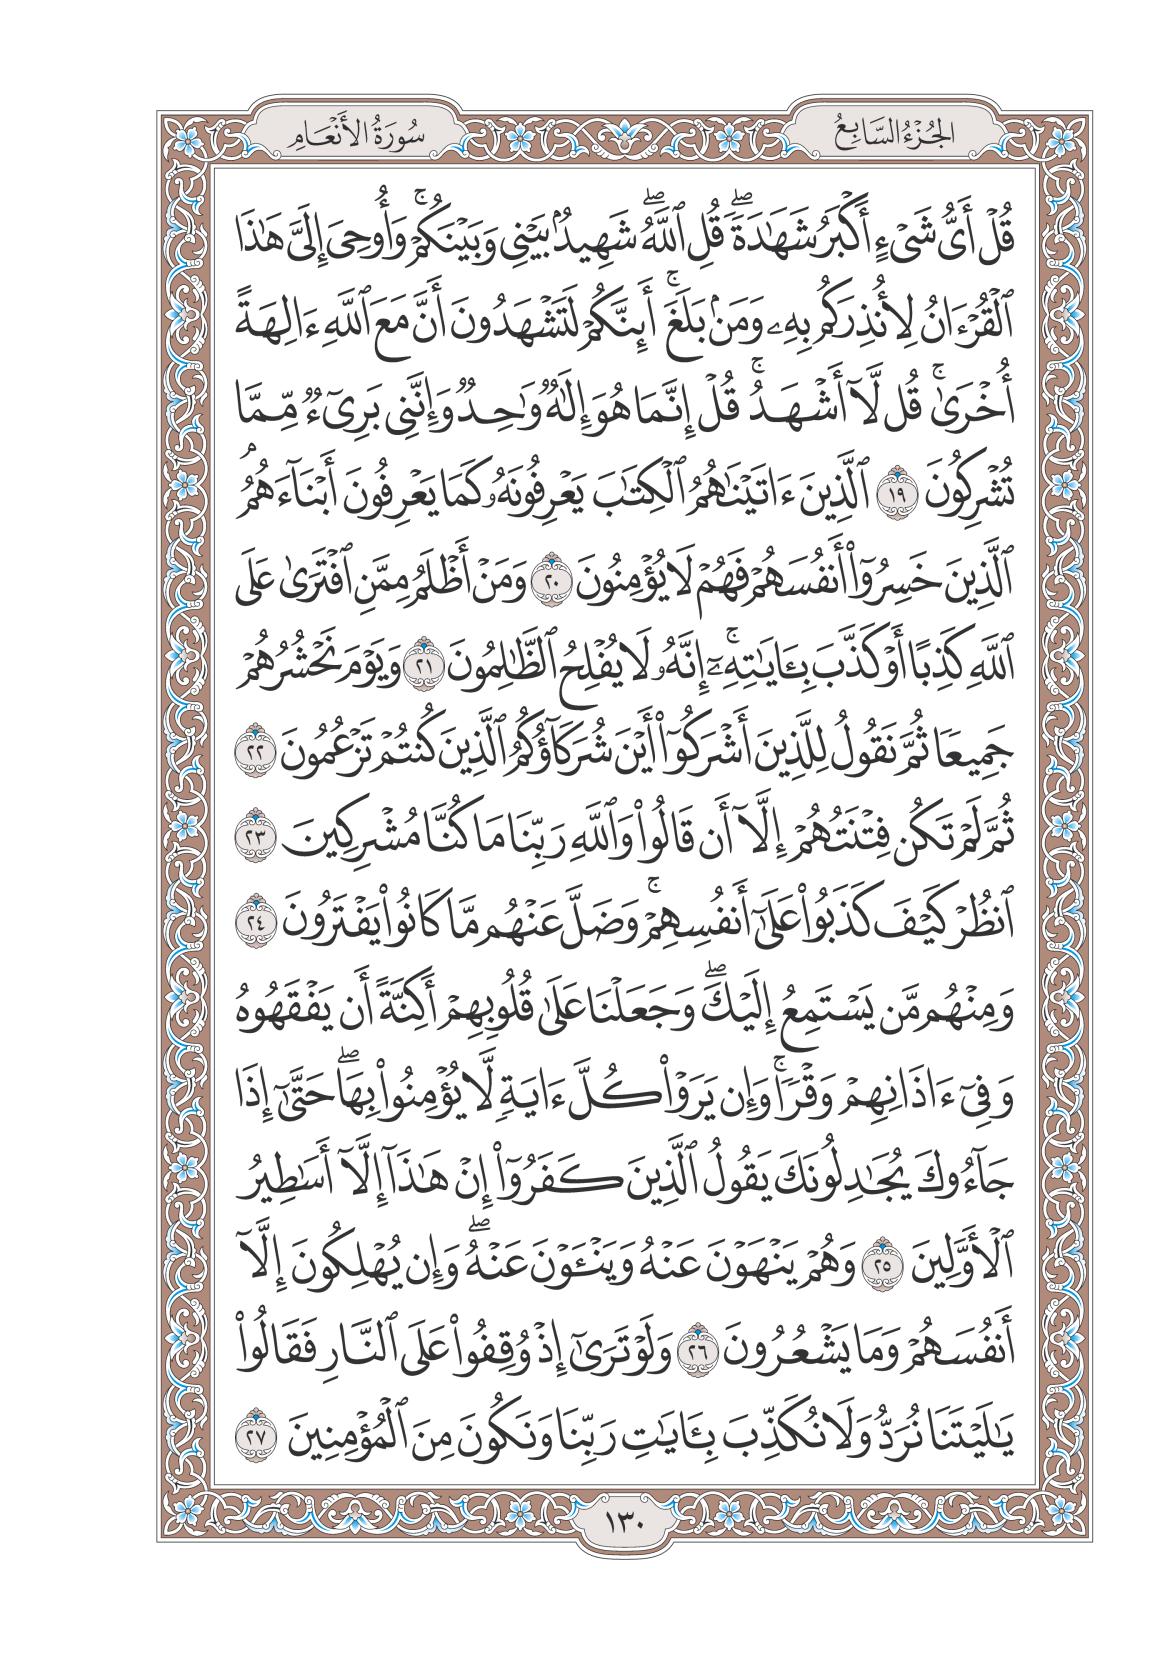 الجُزْءُ السَّابِعُ
سُورَةُ الأَنْعَامِ
قُلْ أَىُّ شَىْءٍ أَكْبَرُ شَهَٰدَةً ۖ قُلِ ٱللَّهُ ۖ شَهِيدٌۢ بَيْنِى وَبَيْنَكُمْ ۚ وَأُوحِىَ إِلَىَّ هَٰذَا
ٱلْقُرْءَانُ لِأُنذِرَكُم بِهِۦ وَمَنۢ بَلَغَ ۚ أَئِنَّكُمْ لَتَشْهَدُونَ أَنَّ مَعَ ٱللَّهِ ءَالِهَةً
أُخْرَىٰ ۚ قُل لَّآ أَشْهَدُ ۚ قُلْ إِنَّمَا هُوَ إِلَٰهٌ وَٰحِدٌ وَإِنَّنِى بَرِىٓءٌ مِّمَّا
تُشْرِكُونَ ١٩ ٱلَّذِينَ ءَاتَيْنَٰهُمُ ٱلْكِتَٰبَ يَعْرِفُونَهُۥ كَمَا يَعْرِفُونَ أَبْنَآءَهُمُ ۘ
ٱلَّذِينَ خَسِرُوٓا۟ أَنفُسَهُمْ فَهُمْ لَا يُؤْمِنُونَ ٢٠ وَمَنْ أَظْلَمُ مِمَّنِ ٱفْتَرَىٰ عَلَى
ٱللَّهِ كَذِبًا أَوْ كَذَّبَ بِـَٔايَٰتِهِۦٓ ۚ إِنَّهُۥ لَا يُفْلِحُ ٱلظَّٰلِمُونَ ٢١ وَيَوْمَ نَحْشُرُهُمْ
جَمِيعًا ثُمَّ نَقُولُ لِلَّذِينَ أَشْرَكُوٓا۟ أَيْنَ شُرَكَآؤُكُمُ ٱلَّذِينَ كُنتُمْ تَزْعُمُونَ ٢٢
ثُمَّ لَمْ تَكُن فِتْنَتُهُمْ إِلَّآ أَن قَالُوا۟ وَٱللَّهِ رَبِّنَا مَا كُنَّا مُشْرِكِينَ ٢٣
ٱنظُرْ كَيْفَ كَذَبُوا۟ عَلَىٰٓ أَنفُسِهِمْ ۚ وَضَلَّ عَنْهُم مَّا كَانُوا۟ يَفْتَرُونَ ٢٤
وَمِنْهُم مَّن يَسْتَمِعُ إِلَيْكَ ۖ وَجَعَلْنَا عَلَىٰ قُلُوبِهِمْ أَكِنَّةً أَن يَفْقَهُوهُ
وَفِىٓ ءَاذَانِهِمْ وَقْرًا ۚ وَإِن يَرَوْا۟ كُلَّ ءَايَةٍ لَّا يُؤْمِنُوا۟ بِهَا ۖ حَتَّىٰٓ إِذَا
جَآءُوكَ يُجَٰدِلُونَكَ يَقُولُ ٱلَّذِينَ كَفَرُوٓا۟ إِنْ هَٰذَآ إِلَّآ أَسَٰطِيرُ
ٱلْأَوَّلِينَ ٢٥ وَهُمْ يَنْهَوْنَ عَنْهُ وَيَنْـَٔوْنَ عَنْهُ ۖ وَإِن يُهْلِكُونَ إِلَّآ
أَنفُسَهُمْ وَمَا يَشْعُرُونَ ٢٦ وَلَوْ تَرَىٰٓ إِذْ وُقِفُوا۟ عَلَى ٱلنَّارِ فَقَالُوا۟
يَٰلَيْتَنَا نُرَدُّ وَلَا نُكَذِّبَ بِـَٔايَٰتِ رَبِّنَا وَنَكُونَ مِنَ ٱلْمُؤْمِنِينَ ٢٧
١٣٠